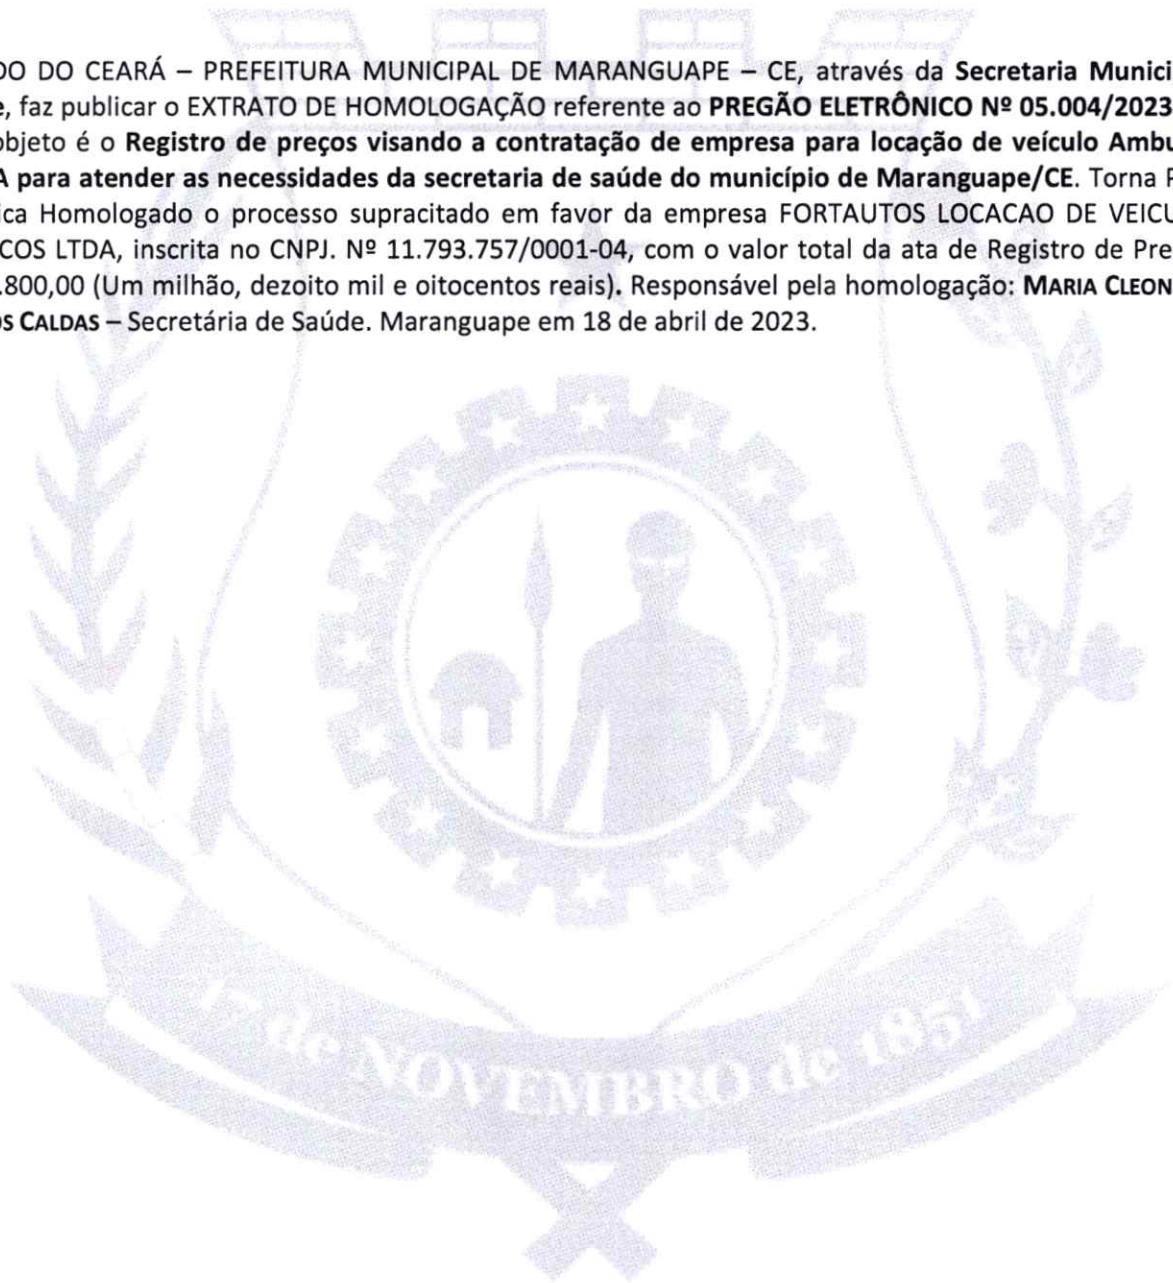 DO DO CEARÁ – PREFEITURA MUNICIPAL DE MARANGUAPE – CE, através da Secretaria Munici
e, faz publicar o EXTRATO DE HOMOLOGAÇÃO referente ao PREGÃO ELETRÔNICO Nº 05.004/2023
objeto é o Registro de preços visando a contratação de empresa para locação de veículo Ambu
A para atender as necessidades da secretaria de saúde do município de Maranguape/CE. Torna P
ica Homologado o processo supracitado em favor da empresa FORTAUTOS LOCACAO DE VEICU
COS LTDA, inscrita no CNPJ. Nº 11.793.757/0001-04, com o valor total da ata de Registro de Pre
.800,00 (Um milhão, dezoito mil e oitocentos reais). Responsável pela homologação: MARIA CLEON
OS CALDAS – Secretária de Saúde. Maranguape em 18 de abril de 2023.
17 de NOVEMBRO de 1851